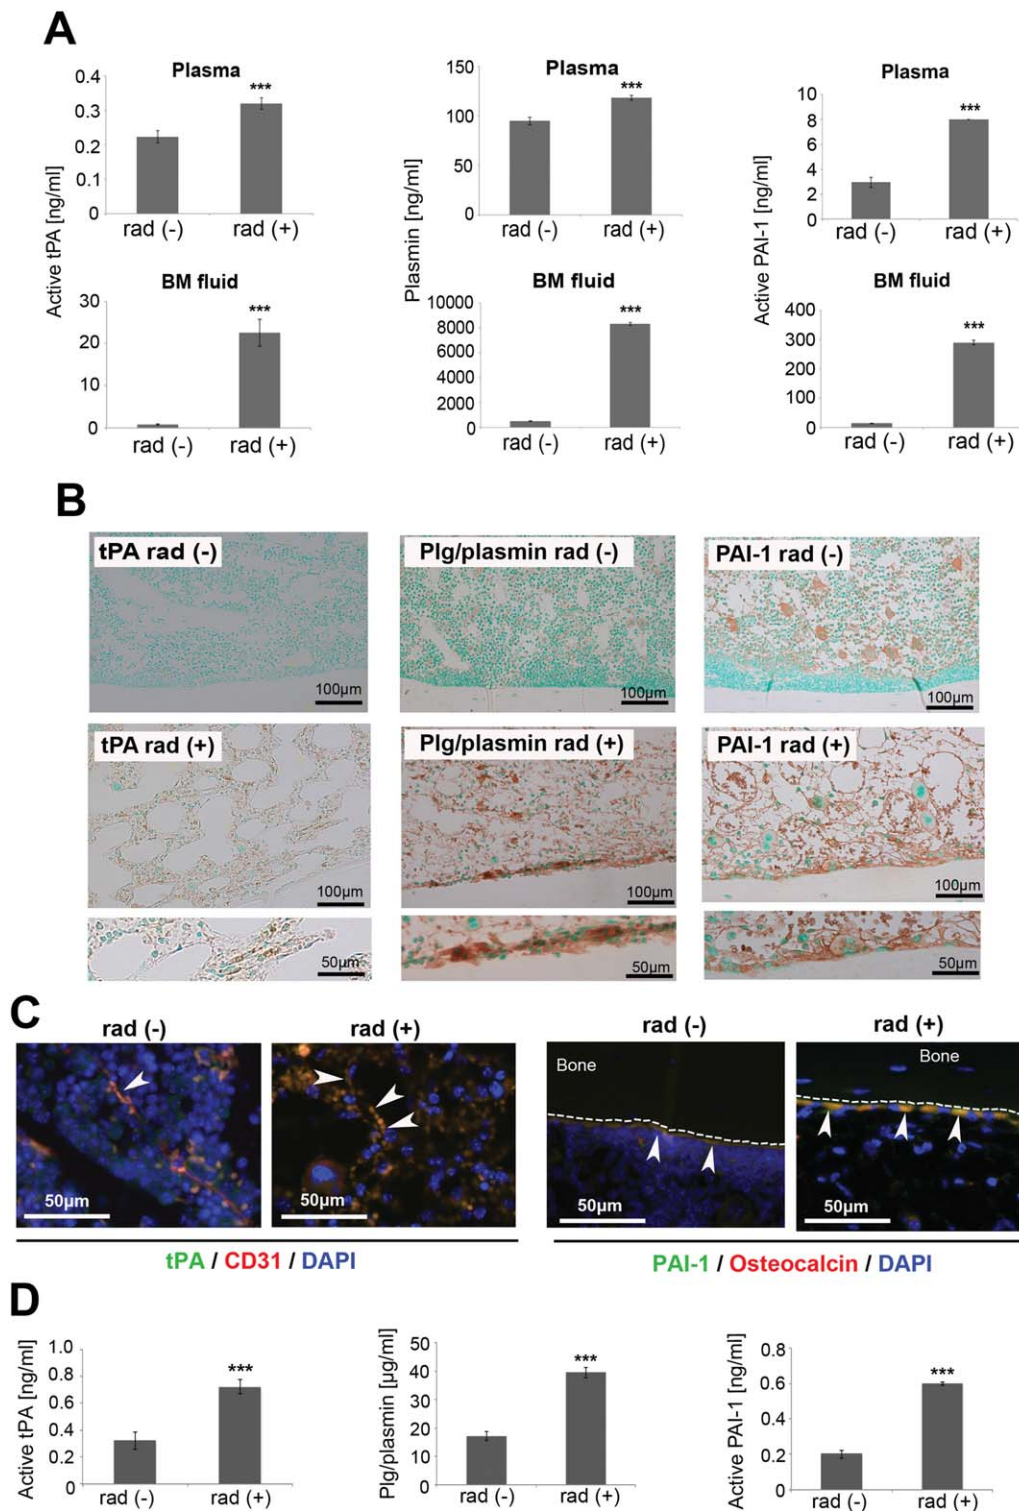 A
Plasma
Active tPA [ng/ml]
0.4
0.3
0.2
0.1
0
***
rad (-) rad (+)
BM fluid
30
20
10
0
***
rad (-) rad (+)
Plasma
Plasmin [ng/ml]
150
100
50
0
***
rad (-) rad (+)
BM fluid
10000
8000
6000
4000
2000
0
***
rad (-) rad (+)
Plasma
Active PAI-1 [ng/ml]
10
8
6
4
2
0
***
rad (-) rad (+)
BM fluid
400
300
200
100
0
***
rad (-) rad (+)
B
tPA rad (-)
100µm
Plg/plasmin rad (-)
100µm
PAI-1 rad (-)
100µm
tPA rad (+)
100µm
Plg/plasmin rad (+)
100µm
PAI-1 rad (+)
100µm
50µm
50µm
50µm
C
rad (-)
50µm
rad (+)
50µm
tPA / CD31 / DAPI
rad (-)
Bone
50µm
rad (+)
Bone
50µm
PAI-1 / Osteocalcin / DAPI
D
Active tPA [ng/ml]
1.0
0.8
0.6
0.4
0.2
0
***
rad (-) rad (+)
Plg/plasmin [µg/ml]
50
40
30
20
10
0
***
rad (-) rad (+)
Active PAI-1 [ng/ml]
0.8
0.6
0.4
0.2
0
***
rad (-) rad (+)